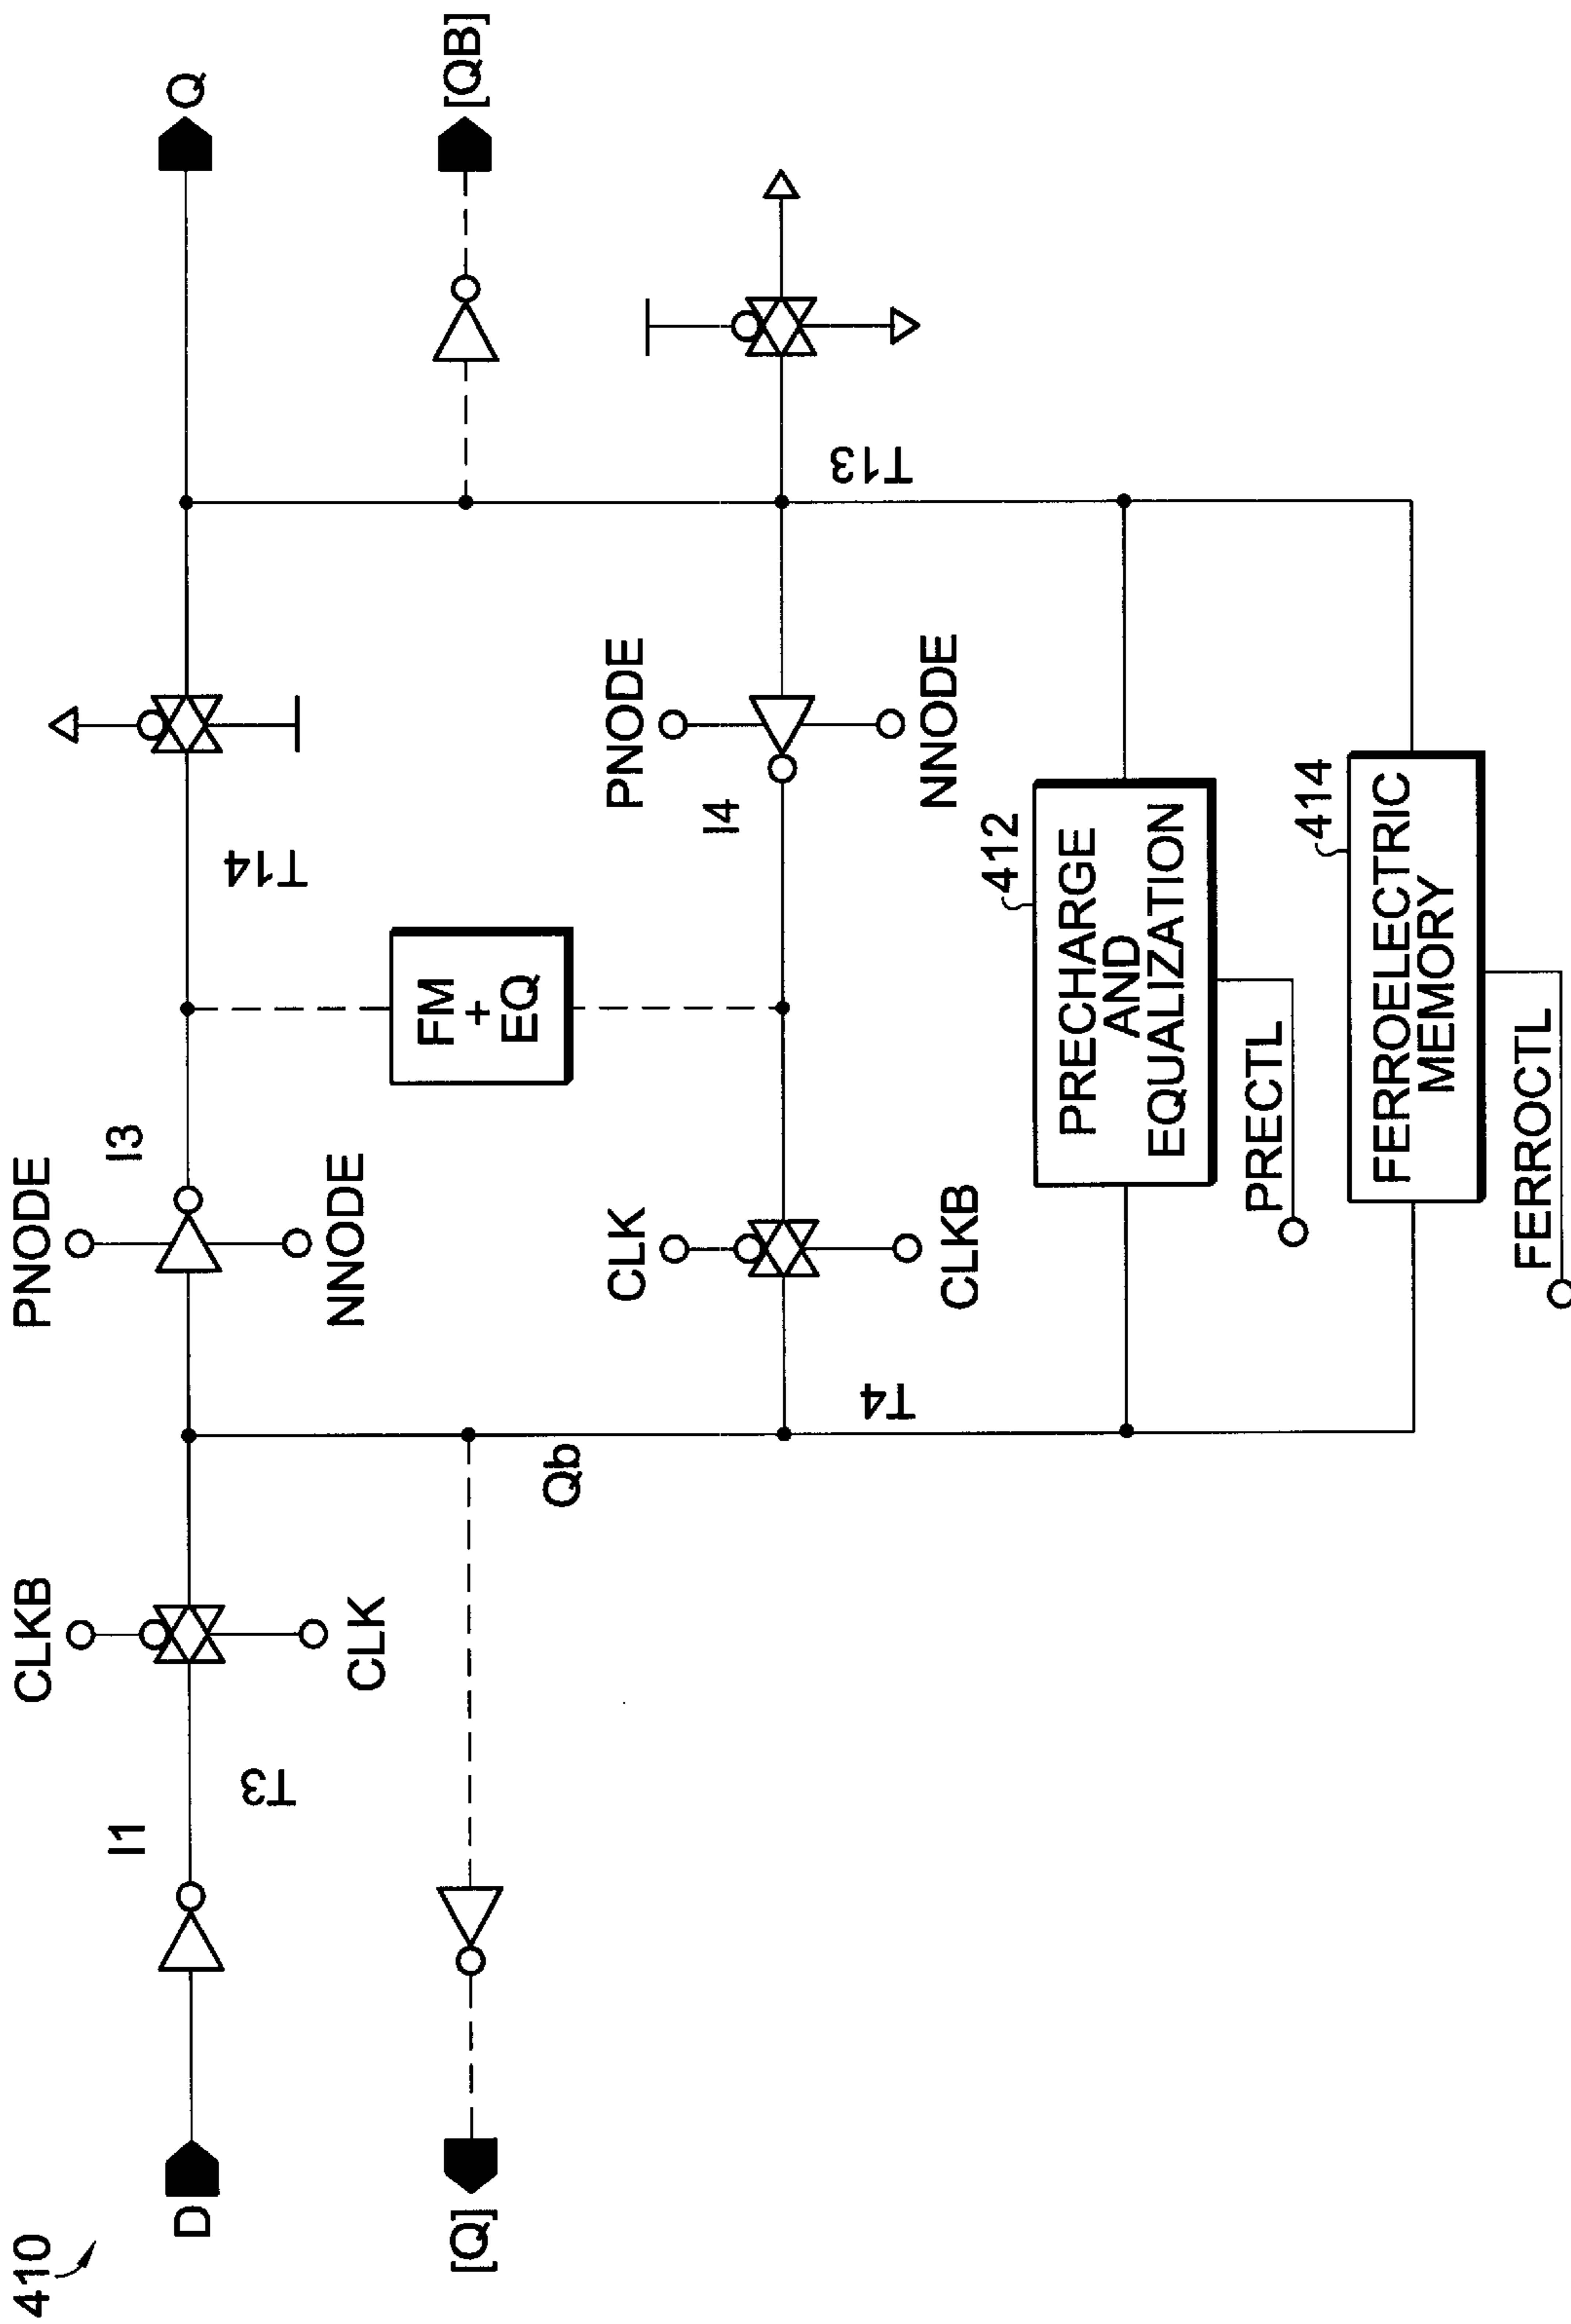 410
D
I1
T3
CLKB
CLK
[Q]
Qb
PNODE
I3
NNODE
T14
Q
[QB]
FM
+
EQ
CLK
CLKB
T4
I4
PNODE
NNODE
T13
412
PRECHARGE
AND
EQUALIZATION
PRECTL
414
FERROELECTRIC
MEMORY
FERROCTL